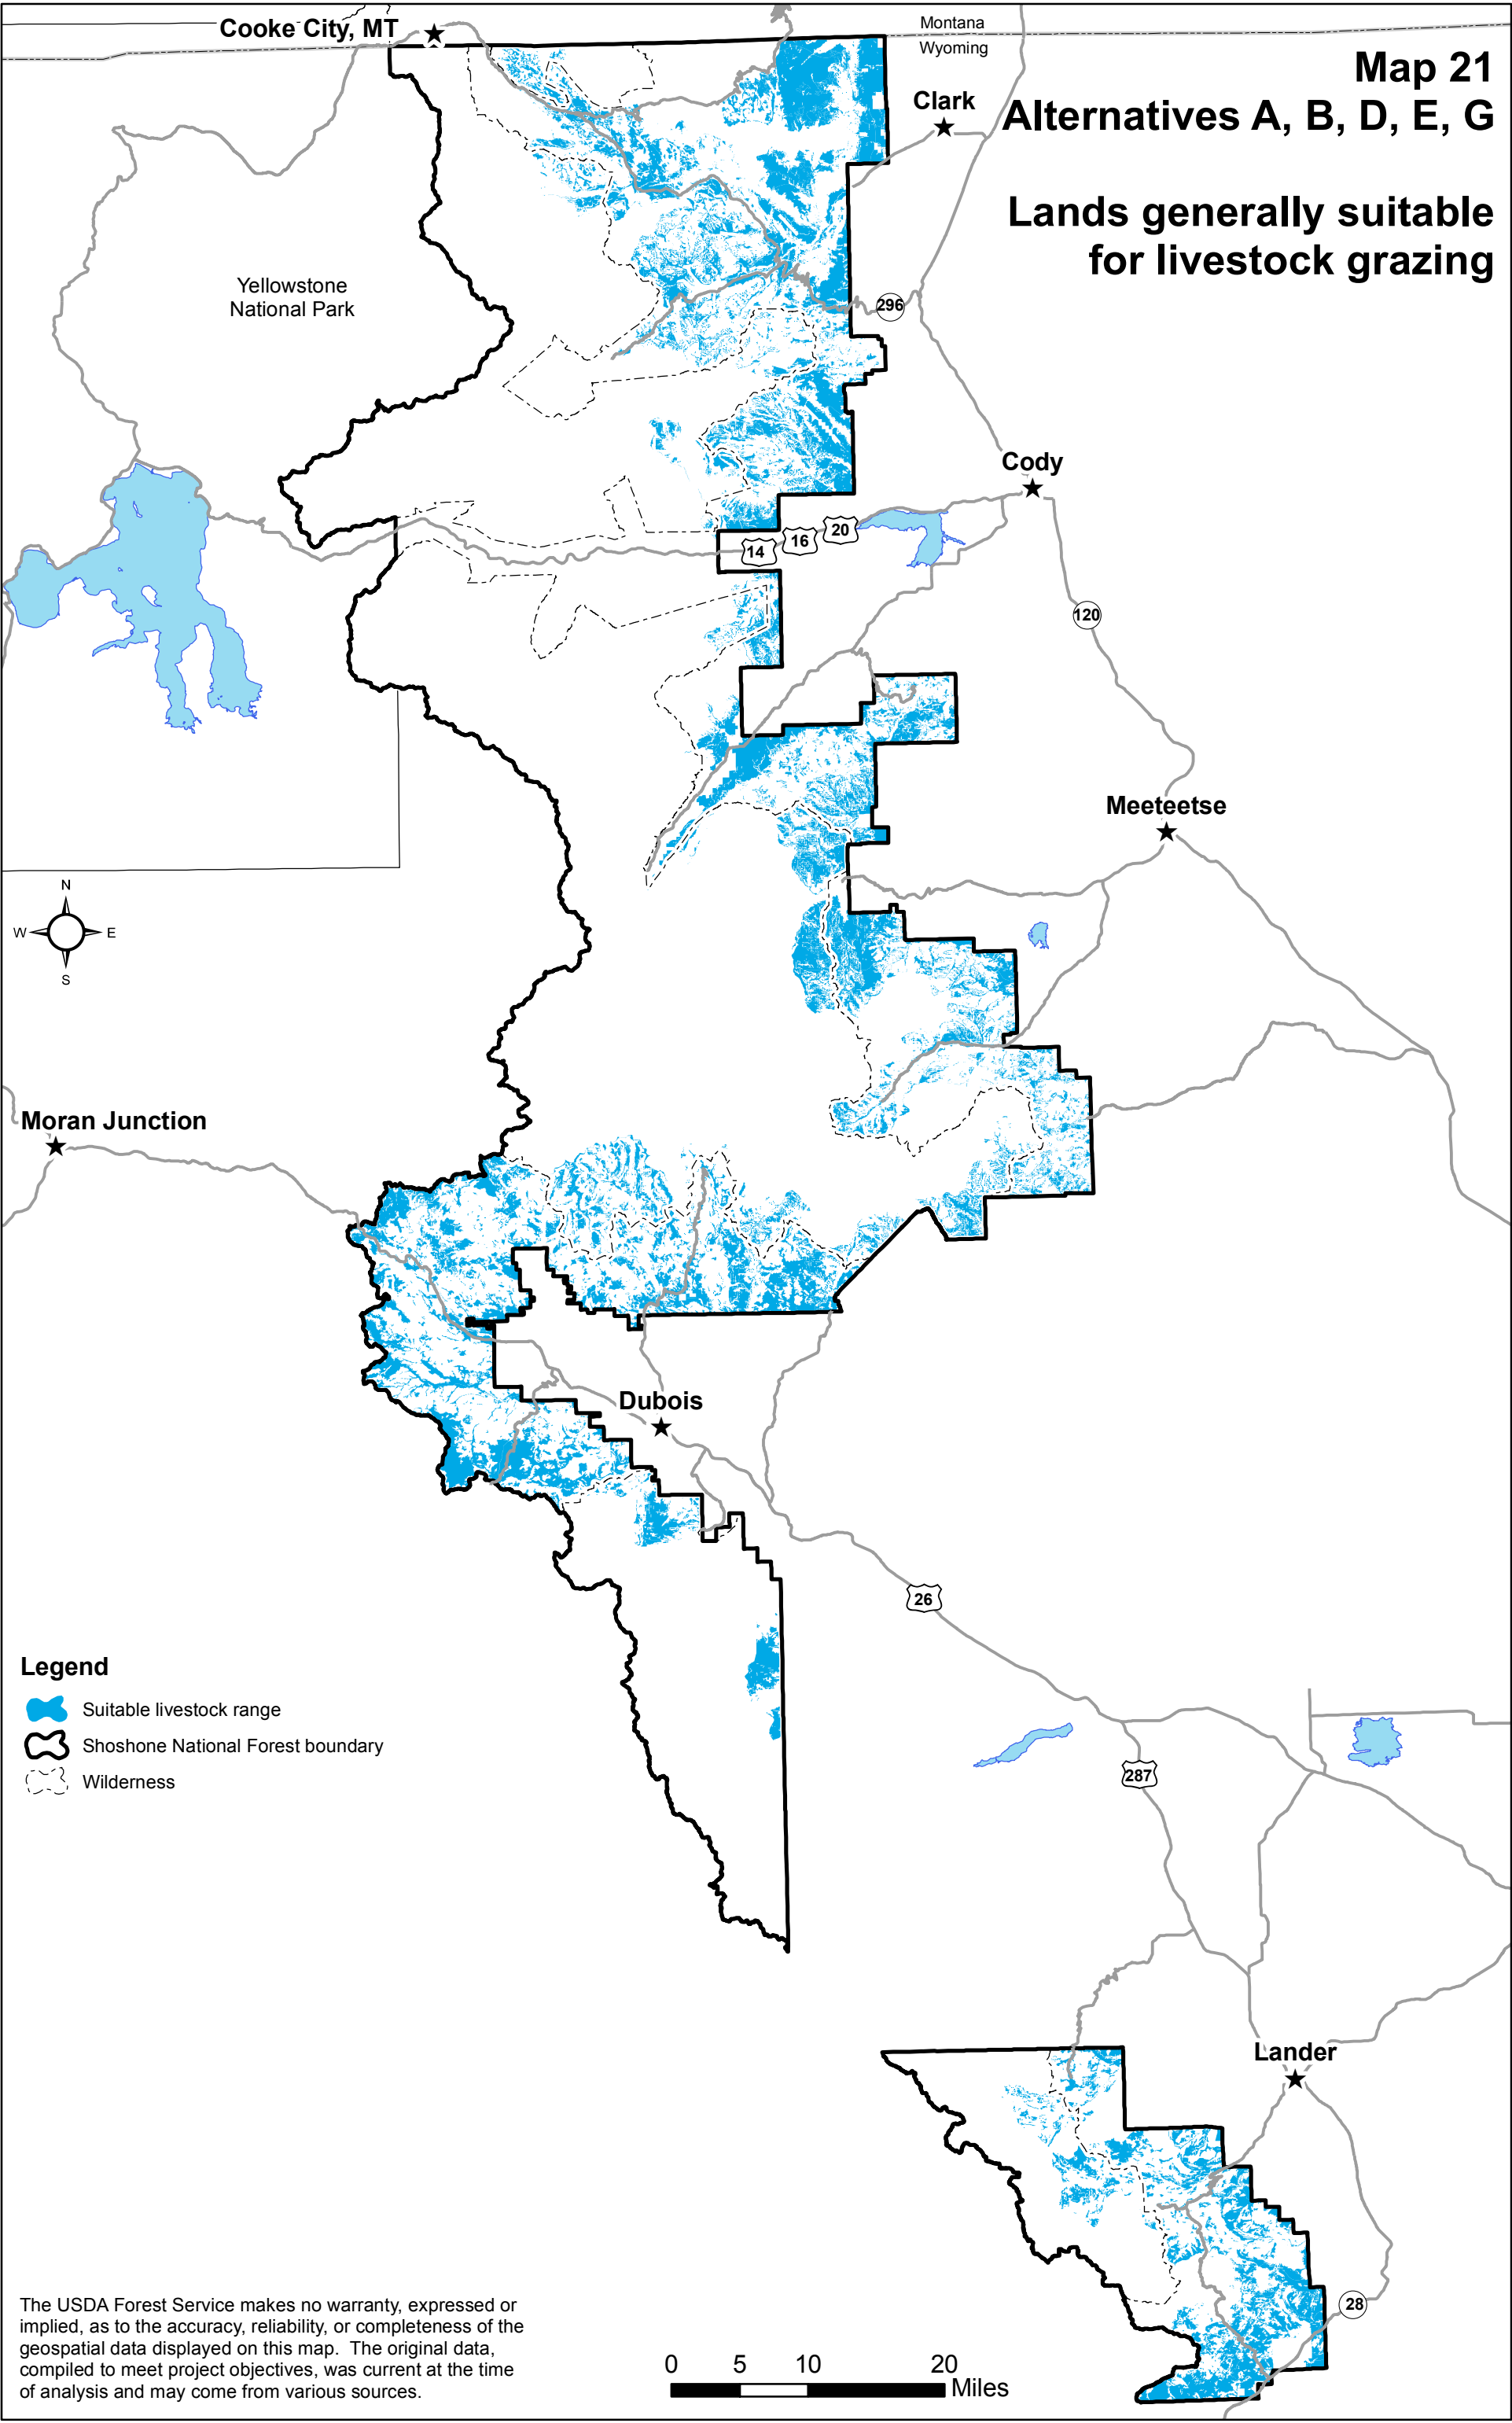 Cooke City, MT
Montana
Wyoming
Map 21
Alternatives A, B, D, E, G
Clark
Lands generally suitable
for livestock grazing
Yellowstone
National Park
296
Cody
14
16
20
120
Meeteetse
N
W
E
S
Moran Junction
Dubois
26
Legend
Suitable livestock range
Shoshone National Forest boundary
Wilderness
287
Lander
28
The USDA Forest Service makes no warranty, expressed or
implied, as to the accuracy, reliability, or completeness of the
geospatial data displayed on this map. The original data,
compiled to meet project objectives, was current at the time
of analysis and may come from various sources.
0 5 10 20
Miles